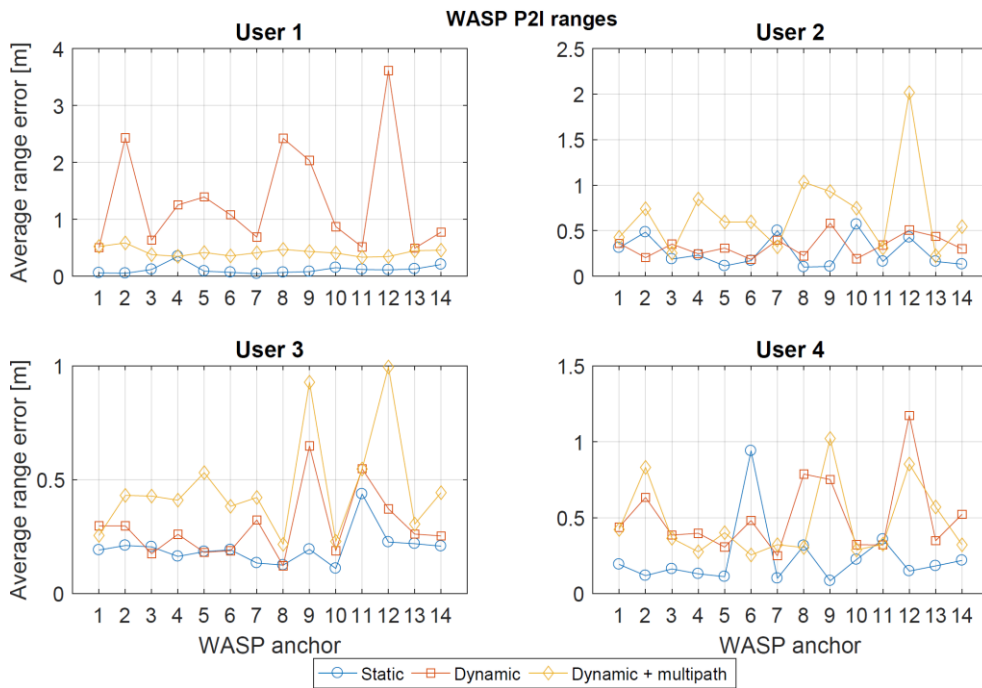 WASP P2I ranges
User 1
User 2
Average range error [m]
4
3
2
1
0
1 2 3 4 5 6 7 8 9 10 11 12 13 14
2.5
2
1.5
1
0.5
0
1 2 3 4 5 6 7 8 9 10 11 12 13 14
User 3
User 4
Average range error [m]
1
0.5
0
1 2 3 4 5 6 7 8 9 10 11 12 13 14
WASP anchor
1.5
1
0.5
0
1 2 3 4 5 6 7 8 9 10 11 12 13 14
WASP anchor
Static Dynamic Dynamic + multipath